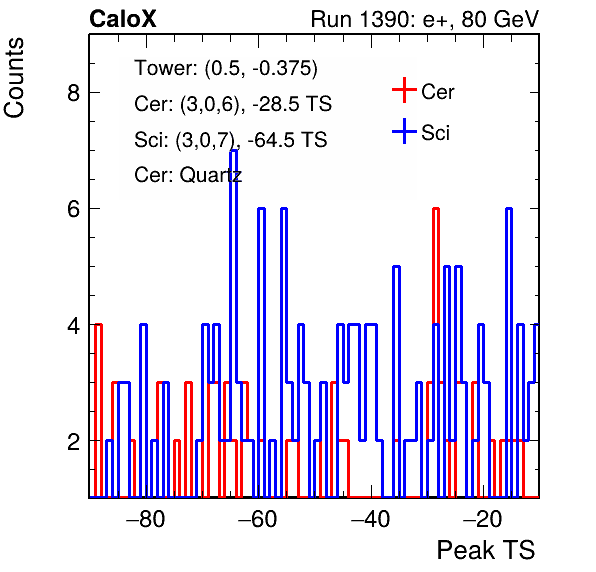 CaloX Run 1390: e+, 80 GeV
Counts
Tower: (0.5, -0.375)
Cer: (3,0,6), -28.5 TS
Sci: (3,0,7), -64.5 TS
Cer: Quartz
Cer
Sci
8
6
4
2
−80 −60 −40 −20
Peak TS